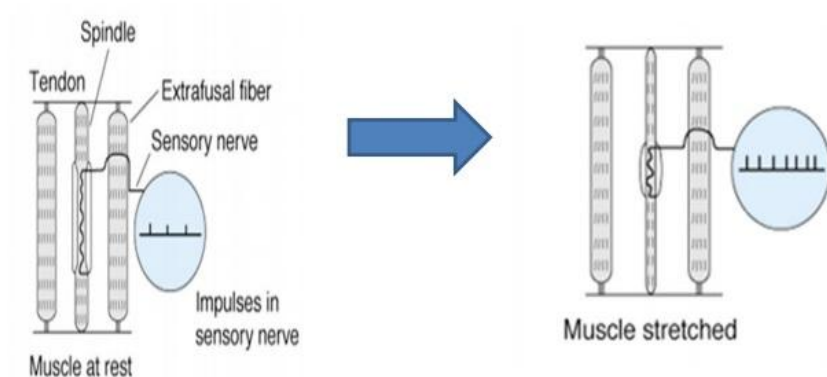 Spindle
Tendon
Extrafusal fiber
Sensory nerve
Impulses in
sensory nerve
Muscle at rest
Muscle stretched